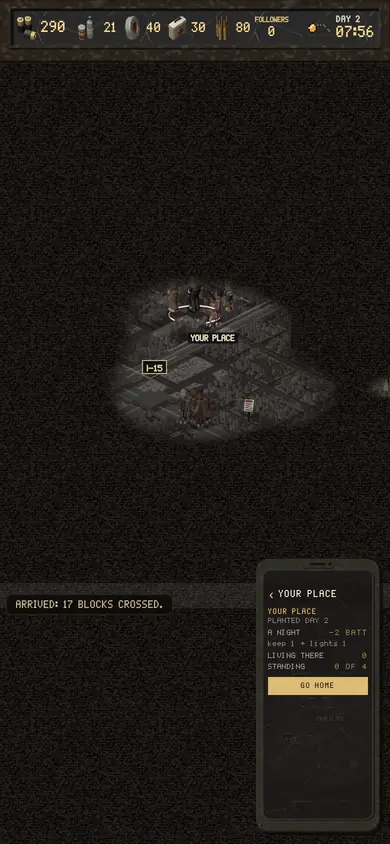 290 21 40 30 80 FOLLOWERS 0 DAY 2 07:56
YOUR PLACE
I-15
ARRIVED: 17 BLOCKS CROSSED.
‹ YOUR PLACE
YOUR PLACE
PLANTED DAY 2
A NIGHT -2 BATT
keep 1 + lights 1
LIVING THERE 0
STANDING 0 OF 4
GO HOME